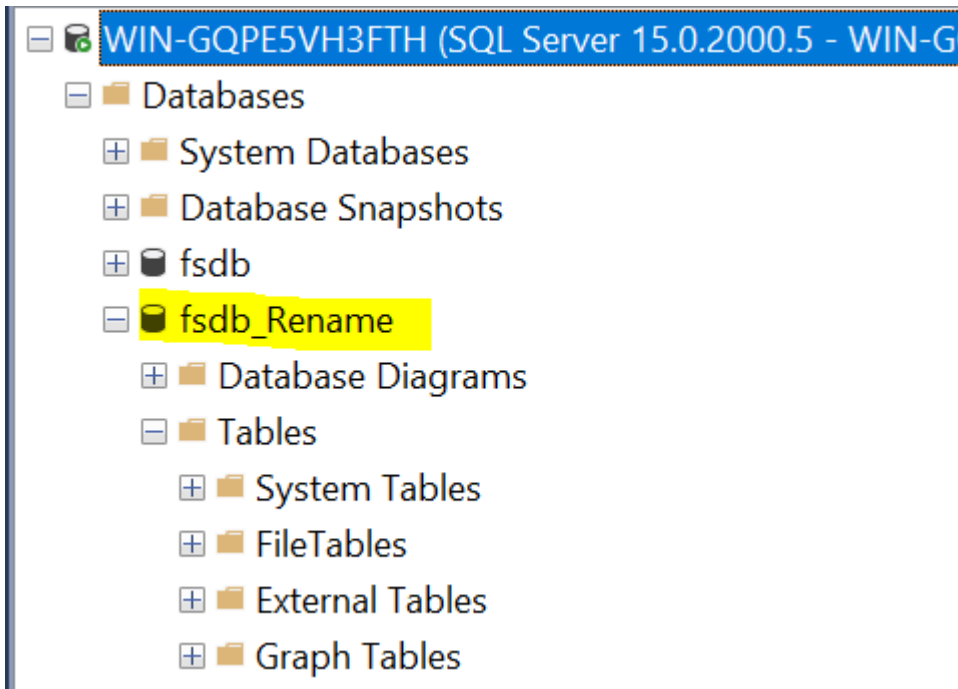 WIN-GQPE5VH3FTH (SQL Server 15.0.2000.5 - WIN-G
Databases
System Databases
Database Snapshots
fsdb
fsdb_Rename
Database Diagrams
Tables
System Tables
FileTables
External Tables
Graph Tables